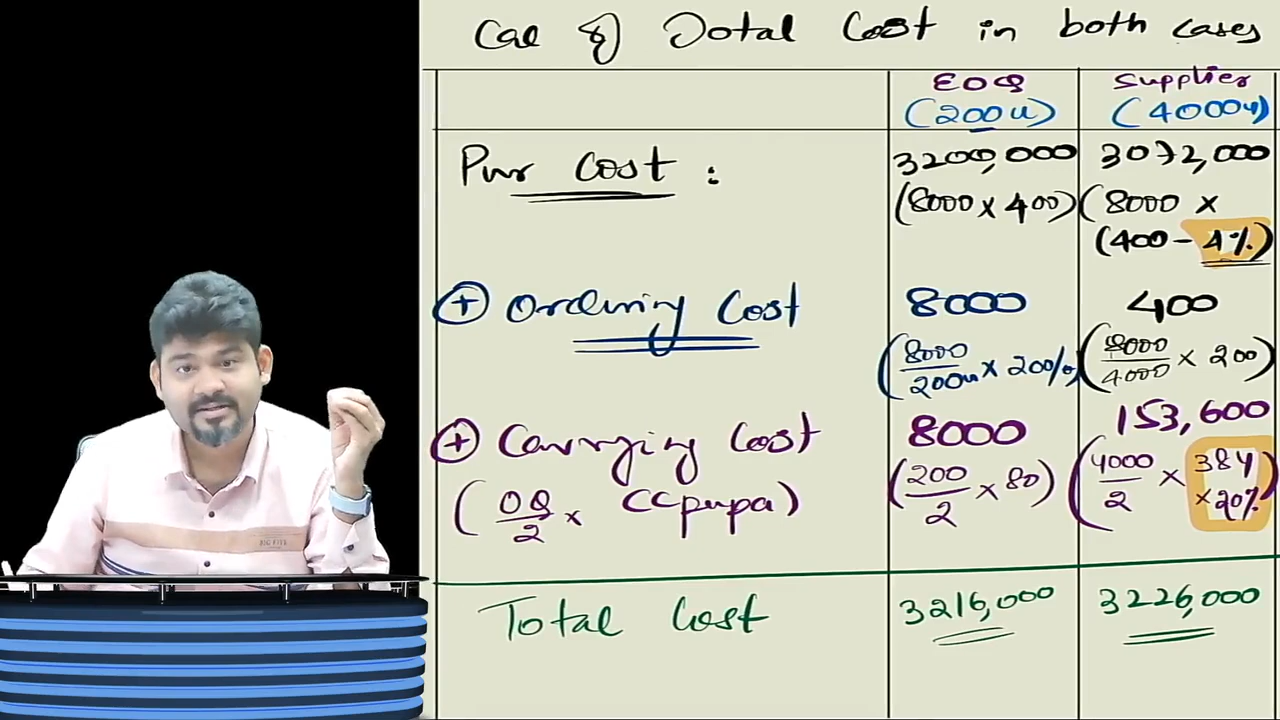 Cal of Total Cost in both cases
EOQ Supplier
(200u) (4000u)
Pur Cost : 3200,000 3072,000
(8000 x 400) (8000 x
(400 - 4%)
+ Ordering Cost 8000 400
(8000/200u x 200/o) (8000/4000 x 200)
+ Carrying Cost 8000 153,600
(OQ/2 x CCpupa) (200/2 x 80) (4000/2 x 384 x 20%)
Total Cost 3216,000 3226,000